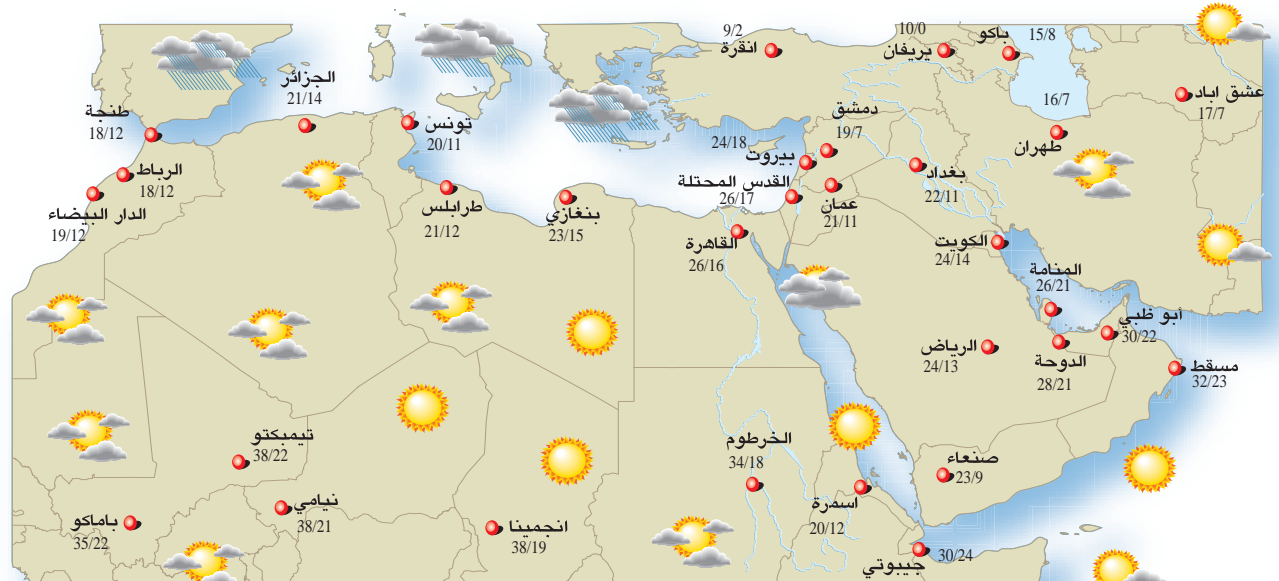 9/2
انقرة
10/0
يريفان
باكو
15/8
16/7
عشق اباد
17/7
طهران
الجزائر
21/14
طنجة
18/12
الرباط
18/12
الدار البيضاء
19/12
تونس
20/11
طرابلس
21/12
بنغازي
23/15
دمشق
19/7
24/18
بيروت
القدس المحتلة
26/17
عمان
21/11
بغداد
22/11
القاهرة
26/16
الكويت
24/14
المنامة
26/21
أبو ظبي
30/22
الرياض
24/13
الدوحة
28/21
مسقط
32/23
تيمبكتو
38/22
الخرطوم
34/18
صنعاء
23/9
نيامي
38/21
باماكو
35/22
انجمينا
38/19
اسمرة
20/12
30/24
جيبوتي